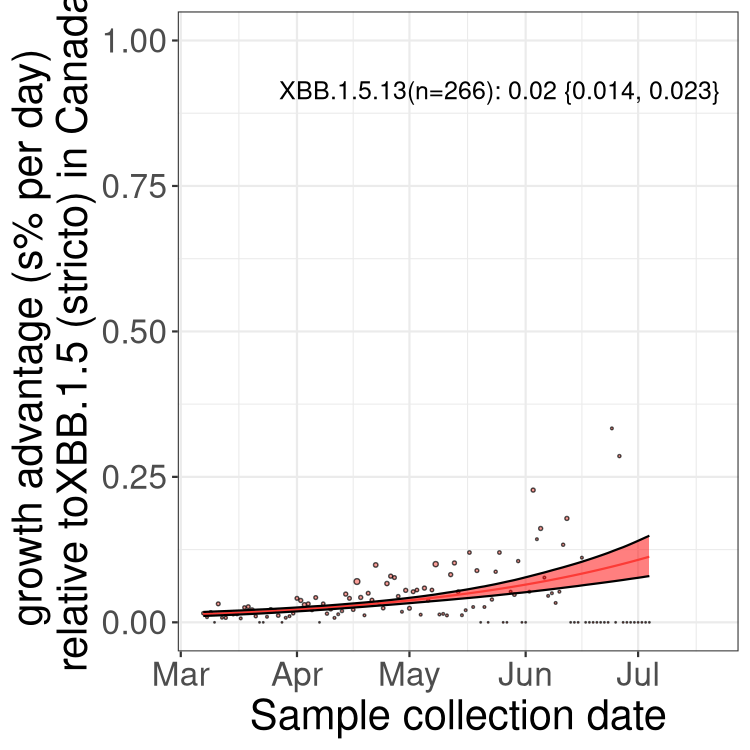 growth advantage (s% per day)
relative toXBB.1.5 (stricto) in Canada
1.00
0.75
0.50
0.25
0.00
XBB.1.5.13(n=266): 0.02 {0.014, 0.023}
Mar Apr May Jun Jul
Sample collection date